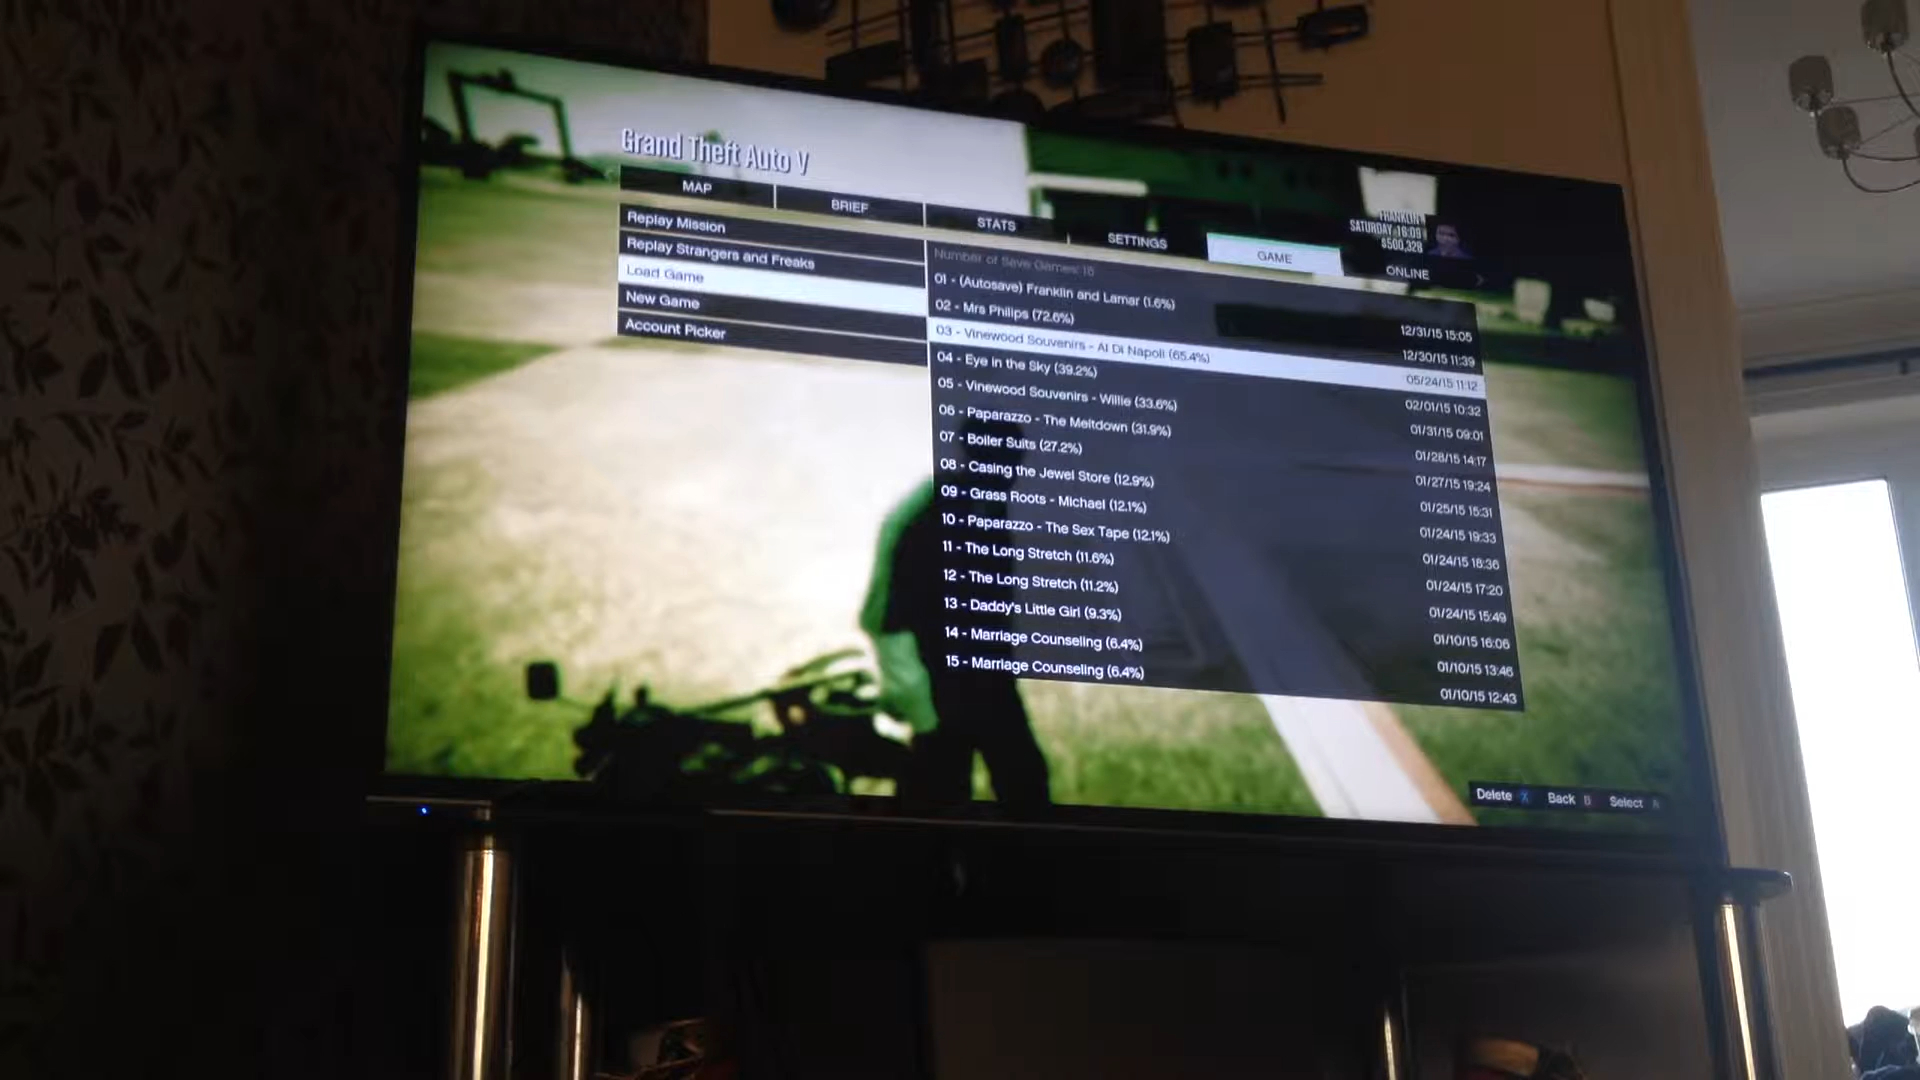 Grand Theft Auto V
MAP
BRIEF
STATS
SETTINGS
GAME
ONLINE
FRANKLIN
SATURDAY 16:09
$500,328
Replay Mission
Replay Strangers and Freaks
Load Game
New Game
Account Picker
Number of Save Games: 16
01 - (Autosave) Franklin and Lamar (1.6%) 12/31/15 15:05
02 - Mrs Philips (72.6%) 12/30/15 11:39
03 - Vinewood Souvenirs - Al Di Napoli (65.4%) 05/24/15 11:12
04 - Eye in the Sky (39.2%) 02/01/15 10:32
05 - Vinewood Souvenirs - Willie (33.6%) 01/31/15 09:01
06 - Paparazzo - The Meltdown (31.9%) 01/28/15 14:17
07 - Boiler Suits (27.2%) 01/27/15 19:24
08 - Casing the Jewel Store (12.9%) 01/25/15 15:31
09 - Grass Roots - Michael (12.1%) 01/24/15 19:33
10 - Paparazzo - The Sex Tape (12.1%) 01/24/15 18:36
11 - The Long Stretch (11.6%) 01/24/15 17:20
12 - The Long Stretch (11.2%) 01/24/15 15:49
13 - Daddy's Little Girl (9.3%) 01/10/15 16:06
14 - Marriage Counseling (6.4%) 01/10/15 13:46
15 - Marriage Counseling (6.4%) 01/10/15 12:43
Delete X Back B Select A